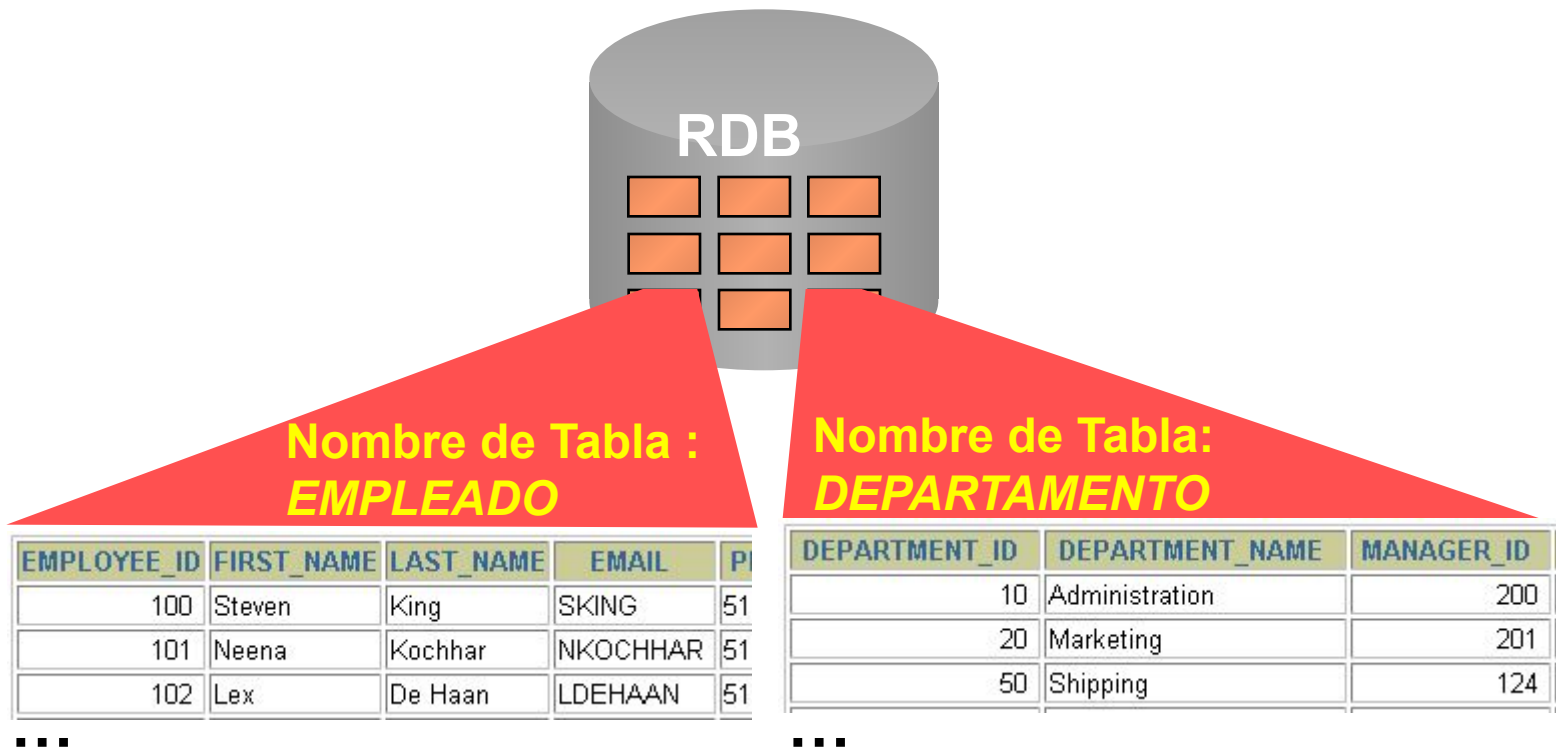 RDB
Nombre de Tabla :
EMPLEADO
EMPLOYEE_ID FIRST_NAME LAST_NAME EMAIL
100 Steven King SKING 51
101 Neena Kochhar NKOCHHAR 51
102 Lex De Haan LDEHAAN 51
...
Nombre de Tabla:
DEPARTAMENTO
DEPARTMENT_ID DEPARTMENT_NAME MANAGER_ID
10 Administration 200
20 Marketing 201
50 Shipping 124
...